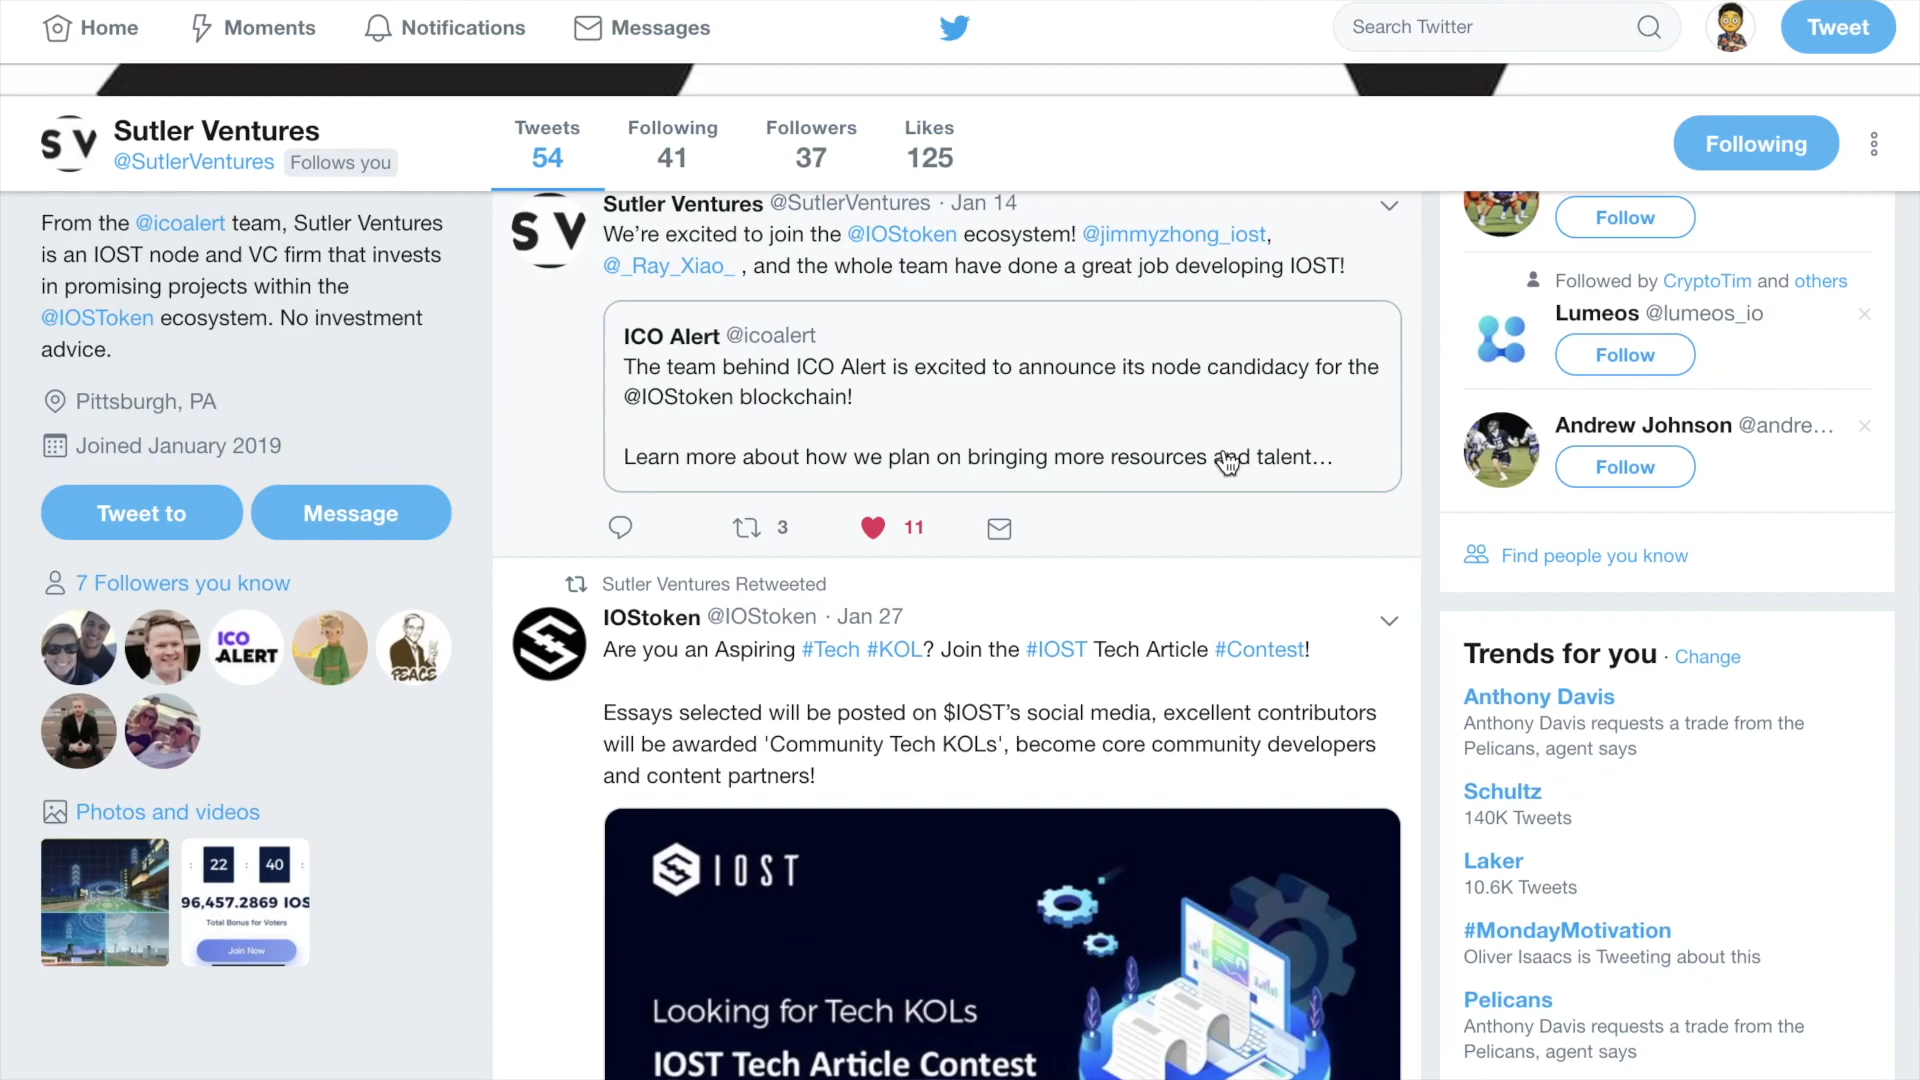 Home
Moments
Notifications
Messages
Search Twitter
Tweet
S V
Sutler Ventures
@SutlerVentures Follows you
Tweets
54
Following
41
Followers
37
Likes
125
Following
From the @icoalert team, Sutler Ventures
is an IOST node and VC firm that invests
in promising projects within the
@IOSToken ecosystem. No investment
advice.
Pittsburgh, PA
Joined January 2019
Tweet to
Message
7 Followers you know
ICO
ALERT
PEACE
Photos and videos
22 : 40
96,457.2869 IOS
Total Bonus for Voters
Join Now
S V
Sutler Ventures @SutlerVentures · Jan 14
We're excited to join the @IOStoken ecosystem! @jimmyzhong_iost,
@_Ray_Xiao_ , and the whole team have done a great job developing IOST!
ICO Alert @icoalert
The team behind ICO Alert is excited to announce its node candidacy for the
@IOStoken blockchain!
Learn more about how we plan on bringing more resources and talent…
3
11
Sutler Ventures Retweeted
IOStoken @IOStoken · Jan 27
Are you an Aspiring #Tech #KOL? Join the #IOST Tech Article #Contest!
Essays selected will be posted on $IOST's social media, excellent contributors
will be awarded 'Community Tech KOLs', become core community developers
and content partners!
IOST
Looking for Tech KOLs
IOST Tech Article Contest
Follow
Followed by CryptoTim and others
Lumeos @lumeos_io
Follow
Andrew Johnson @andre...
Follow
Find people you know
Trends for you · Change
Anthony Davis
Anthony Davis requests a trade from the
Pelicans, agent says
Schultz
140K Tweets
Laker
10.6K Tweets
#MondayMotivation
Oliver Isaacs is Tweeting about this
Pelicans
Anthony Davis requests a trade from the
Pelicans, agent says